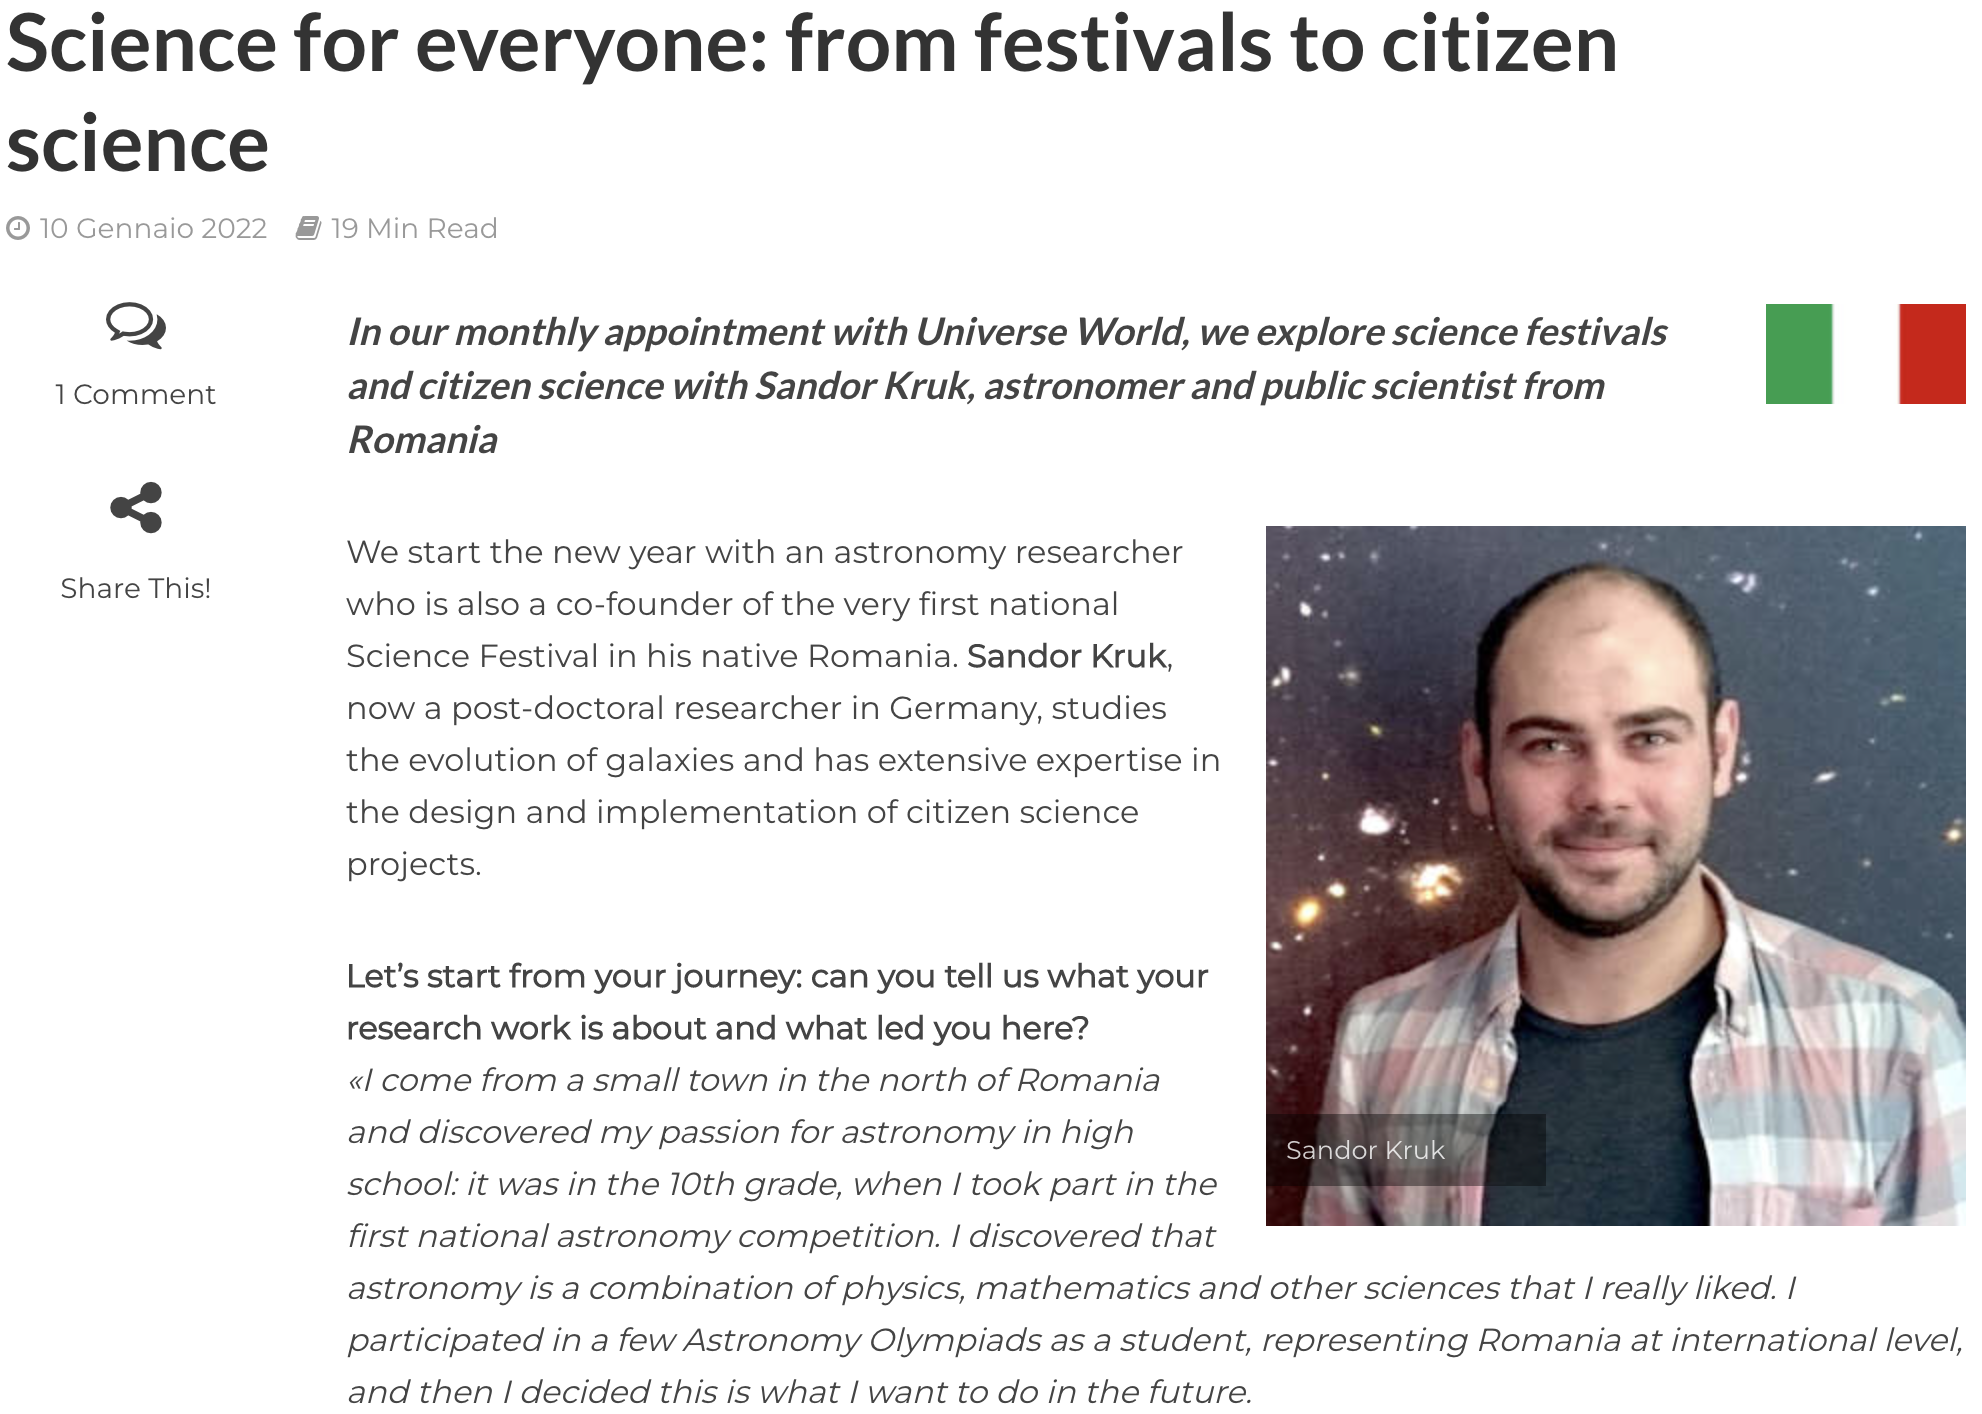 Science for everyone: from festivals to citizen
science
10 Gennaio 2022 19 Min Read
1 Comment
Share This!
In our monthly appointment with Universe World, we explore science festivals
and citizen science with Sandor Kruk, astronomer and public scientist from
Romania
We start the new year with an astronomy researcher
who is also a co-founder of the very first national
Science Festival in his native Romania. Sandor Kruk,
now a post-doctoral researcher in Germany, studies
the evolution of galaxies and has extensive expertise in
the design and implementation of citizen science
projects.
Let’s start from your journey: can you tell us what your
research work is about and what led you here?
«I come from a small town in the north of Romania
and discovered my passion for astronomy in high
school: it was in the 10th grade, when I took part in the
first national astronomy competition. I discovered that
astronomy is a combination of physics, mathematics and other sciences that I really liked. I
participated in a few Astronomy Olympiads as a student, representing Romania at international level,
and then I decided this is what I want to do in the future.
Sandor Kruk